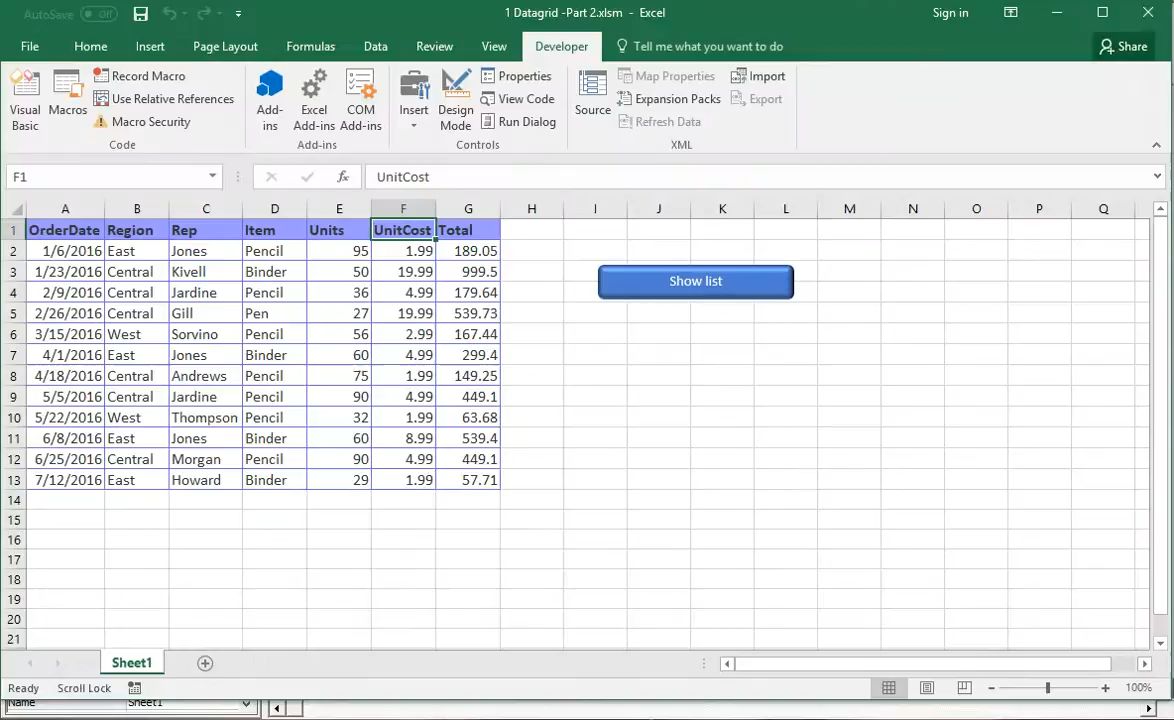 AutoSave Off 1 Datagrid -Part 2.xlsm - Excel Sign in
File Home Insert Page Layout Formulas Data Review View Developer Tell me what you want to do Share
Visual Basic
Macros
Record Macro
Use Relative References
Macro Security
Code
Add-ins
Excel Add-ins
COM Add-ins
Add-ins
Insert
Design Mode
Properties
View Code
Run Dialog
Controls
Source
Map Properties
Expansion Packs
Refresh Data
Import
Export
XML
F1 fx UnitCost
A B C D E F G H I J K L M N O P Q
1 OrderDate Region Rep Item Units UnitCost Total
2 1/6/2016 East Jones Pencil 95 1.99 189.05
3 1/23/2016 Central Kivell Binder 50 19.99 999.5
Show list
4 2/9/2016 Central Jardine Pencil 36 4.99 179.64
5 2/26/2016 Central Gill Pen 27 19.99 539.73
6 3/15/2016 West Sorvino Pencil 56 2.99 167.44
7 4/1/2016 East Jones Binder 60 4.99 299.4
8 4/18/2016 Central Andrews Pencil 75 1.99 149.25
9 5/5/2016 Central Jardine Pencil 90 4.99 449.1
10 5/22/2016 West Thompson Pencil 32 1.99 63.68
11 6/8/2016 East Jones Binder 60 8.99 539.4
12 6/25/2016 Central Morgan Pencil 90 4.99 449.1
13 7/12/2016 East Howard Binder 29 1.99 57.71
14
15
16
17
18
19
20
21
Sheet1
Ready Scroll Lock 100%
Name Sheet1